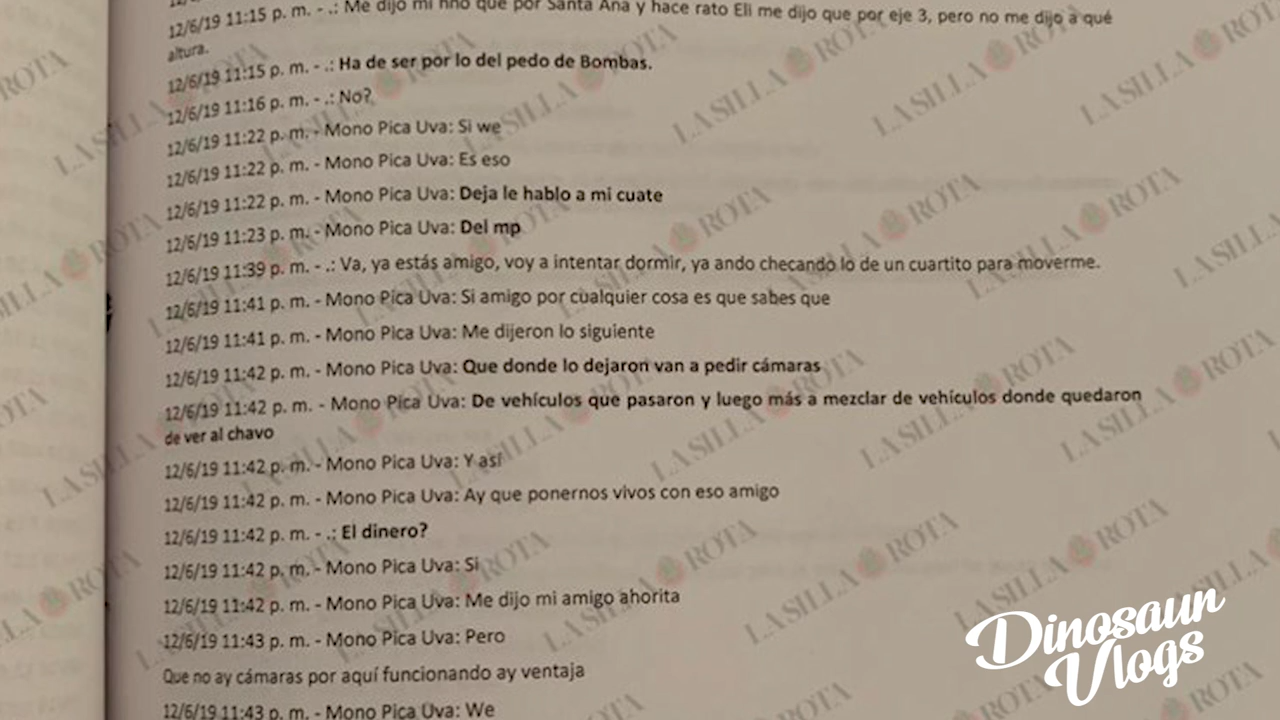 12/6/19 11:15 p. m. - .: Me dijo mi hno que por Santa Ana y hace rato Eli me dijo que por eje 3, pero no me dijo a qué
altura.
12/6/19 11:15 p. m. - .: Ha de ser por lo del pedo de Bombas.
12/6/19 11:16 p. m. - .: No?
12/6/19 11:22 p. m. - Mono Pica Uva: Si we
12/6/19 11:22 p. m. - Mono Pica Uva: Es eso
12/6/19 11:22 p. m. - Mono Pica Uva: Deja le hablo a mi cuate
12/6/19 11:23 p. m. - Mono Pica Uva: Del mp
12/6/19 11:39 p. m. - .: Va, ya estás amigo, voy a intentar dormir, ya ando checando lo de un cuartito para moverme.
12/6/19 11:41 p. m. - Mono Pica Uva: Si amigo por cualquier cosa es que sabes que
12/6/19 11:41 p. m. - Mono Pica Uva: Me dijeron lo siguiente
12/6/19 11:42 p. m. - Mono Pica Uva: Que donde lo dejaron van a pedir cámaras
12/6/19 11:42 p. m. - Mono Pica Uva: De vehículos que pasaron y luego más a mezclar de vehículos donde quedaron
de ver al chavo
12/6/19 11:42 p. m. - Mono Pica Uva: Y así
12/6/19 11:42 p. m. - Mono Pica Uva: Ay que ponernos vivos con eso amigo
12/6/19 11:42 p. m. - .: El dinero?
12/6/19 11:42 p. m. - Mono Pica Uva: Si
12/6/19 11:42 p. m. - Mono Pica Uva: Me dijo mi amigo ahorita
12/6/19 11:43 p. m. - Mono Pica Uva: Pero
Que no ay cámaras por aquí funcionando ay ventaja
12/6/19 11:43 p. m. - Mono Pica Uva: We
LA SILLA ROTA
Dinosaun
Vlogs